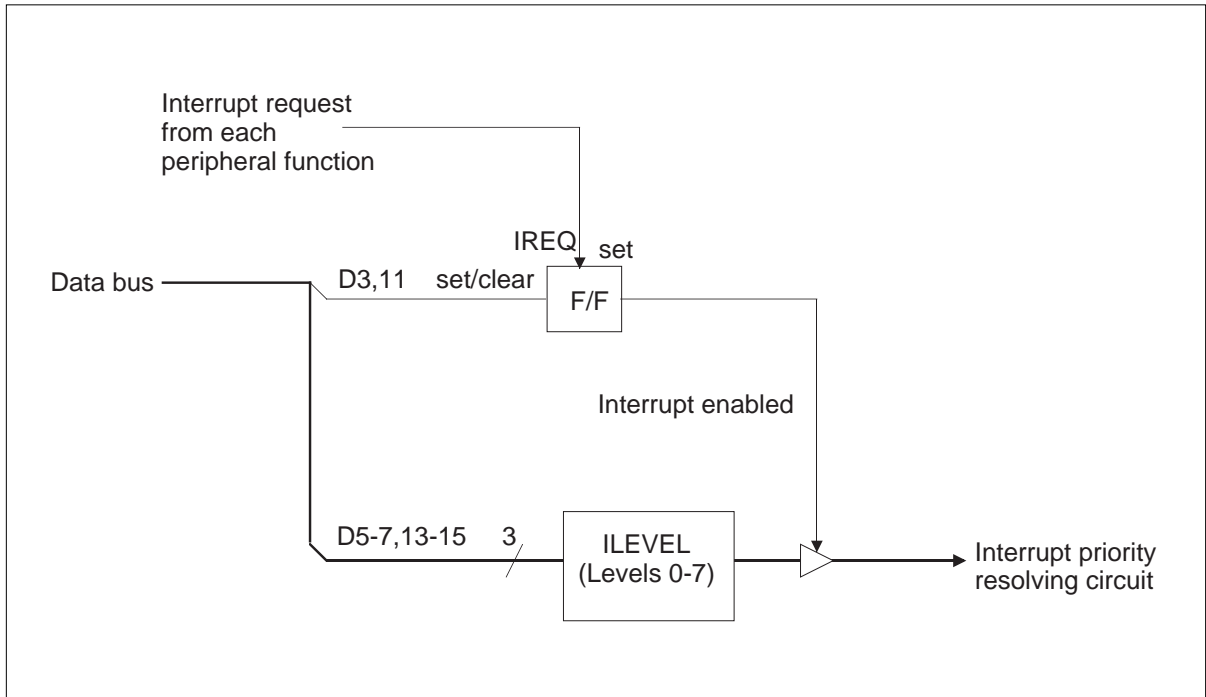 Interrupt request
from each
peripheral function
IREQ
set
Data bus
D3,11
set/clear
F/F
Interrupt enabled
D5-7,13-15
3
ILEVEL
(Levels 0-7)
Interrupt priority
resolving circuit